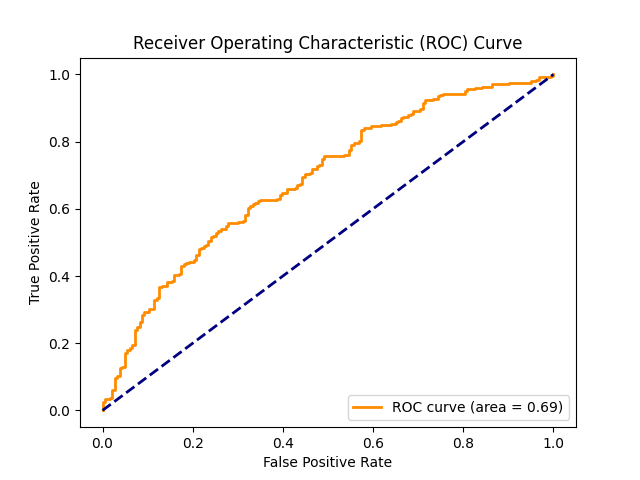 Receiver Operating Characteristic (ROC) Curve
True Positive Rate
1.0
0.8
0.6
0.4
0.2
0.0
ROC curve (area = 0.69)
0.0 0.2 0.4 0.6 0.8 1.0
False Positive Rate